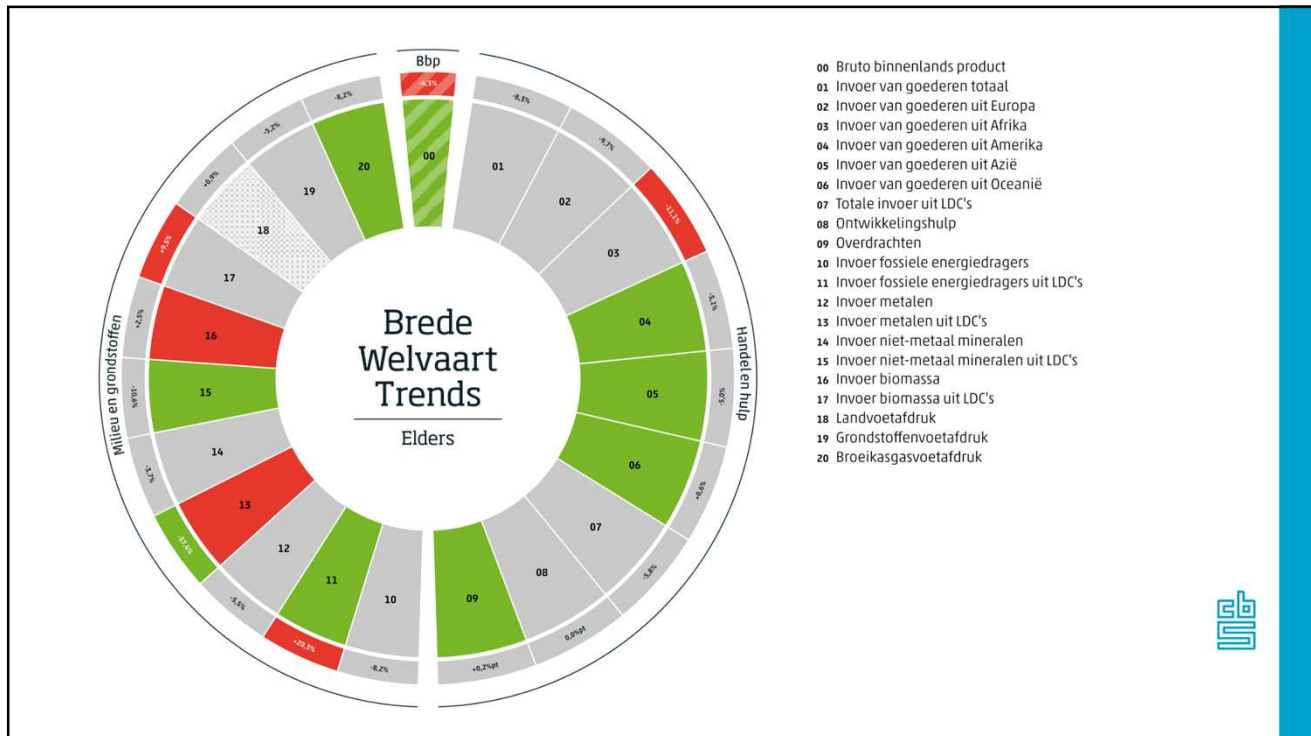 Bbp
-4,3%
00
-8,3%
01
-9,7%
02
-11,1%
03
-5,1%
04
-5,0%
05
+0,6%
06
-5,8%
07
0,0%pt
08
+0,2%pt
09
-8,2%
10
+20,3%
11
-5,5%
12
-37,4%
13
-3,7%
14
-10,6%
15
+2,5%
16
+9,5%
17
+0,9%
18
-5,2%
19
-8,2%
20
Handel en hulp
Milieu en grondstoffen
Brede
Welvaart
Trends
Elders
00 Bruto binnenlands product
01 Invoer van goederen totaal
02 Invoer van goederen uit Europa
03 Invoer van goederen uit Afrika
04 Invoer van goederen uit Amerika
05 Invoer van goederen uit Azië
06 Invoer van goederen uit Oceanië
07 Totale invoer uit LDC's
08 Ontwikkelingshulp
09 Overdrachten
10 Invoer fossiele energiedragers
11 Invoer fossiele energiedragers uit LDC's
12 Invoer metalen
13 Invoer metalen uit LDC's
14 Invoer niet-metaal mineralen
15 Invoer niet-metaal mineralen uit LDC's
16 Invoer biomassa
17 Invoer biomassa uit LDC's
18 Landvoetafdruk
19 Grondstoffenvoetafdruk
20 Broeikasgasvoetafdruk
cbs